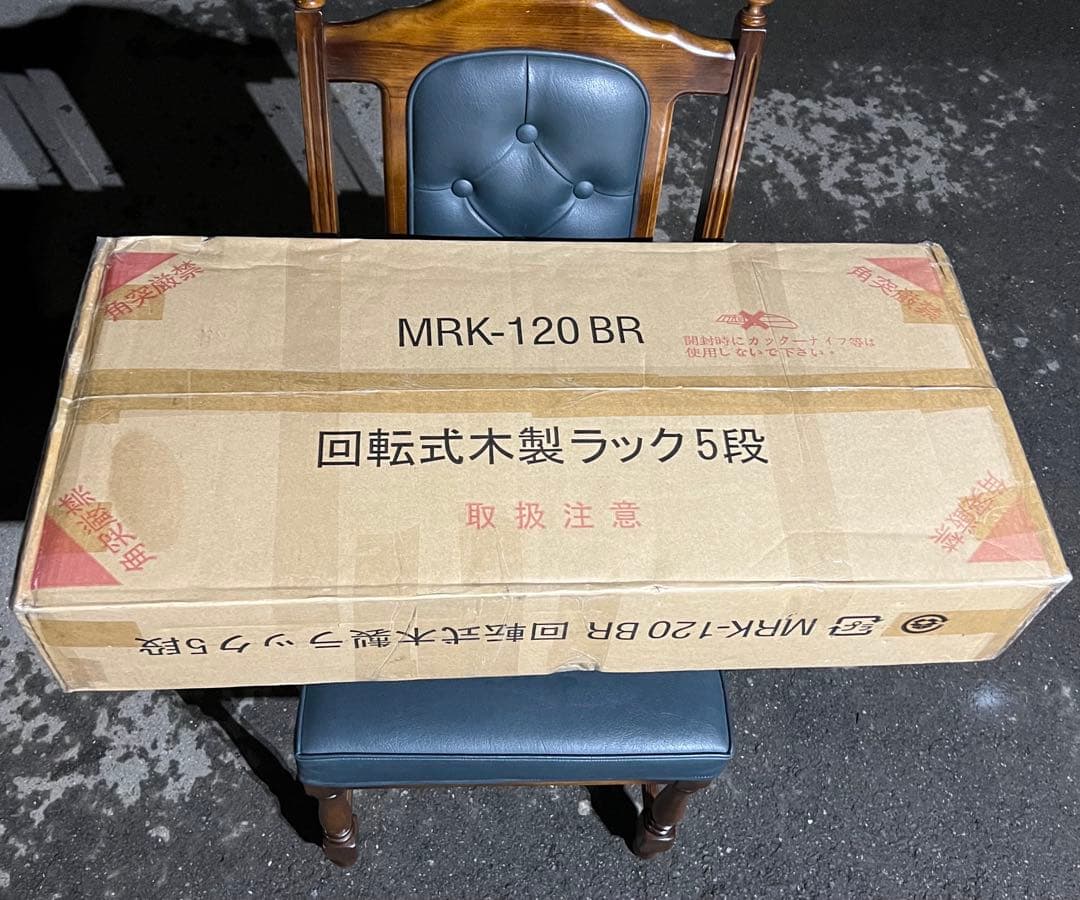 角突厳禁
角突厳禁
MRK-120 BR
開封時にカッターナイフ等は
使用しないで下さい。
回転式木製ラック5段
取扱注意
角突厳禁
角突厳禁
MRK-120 BR 回転式木製ラック5段